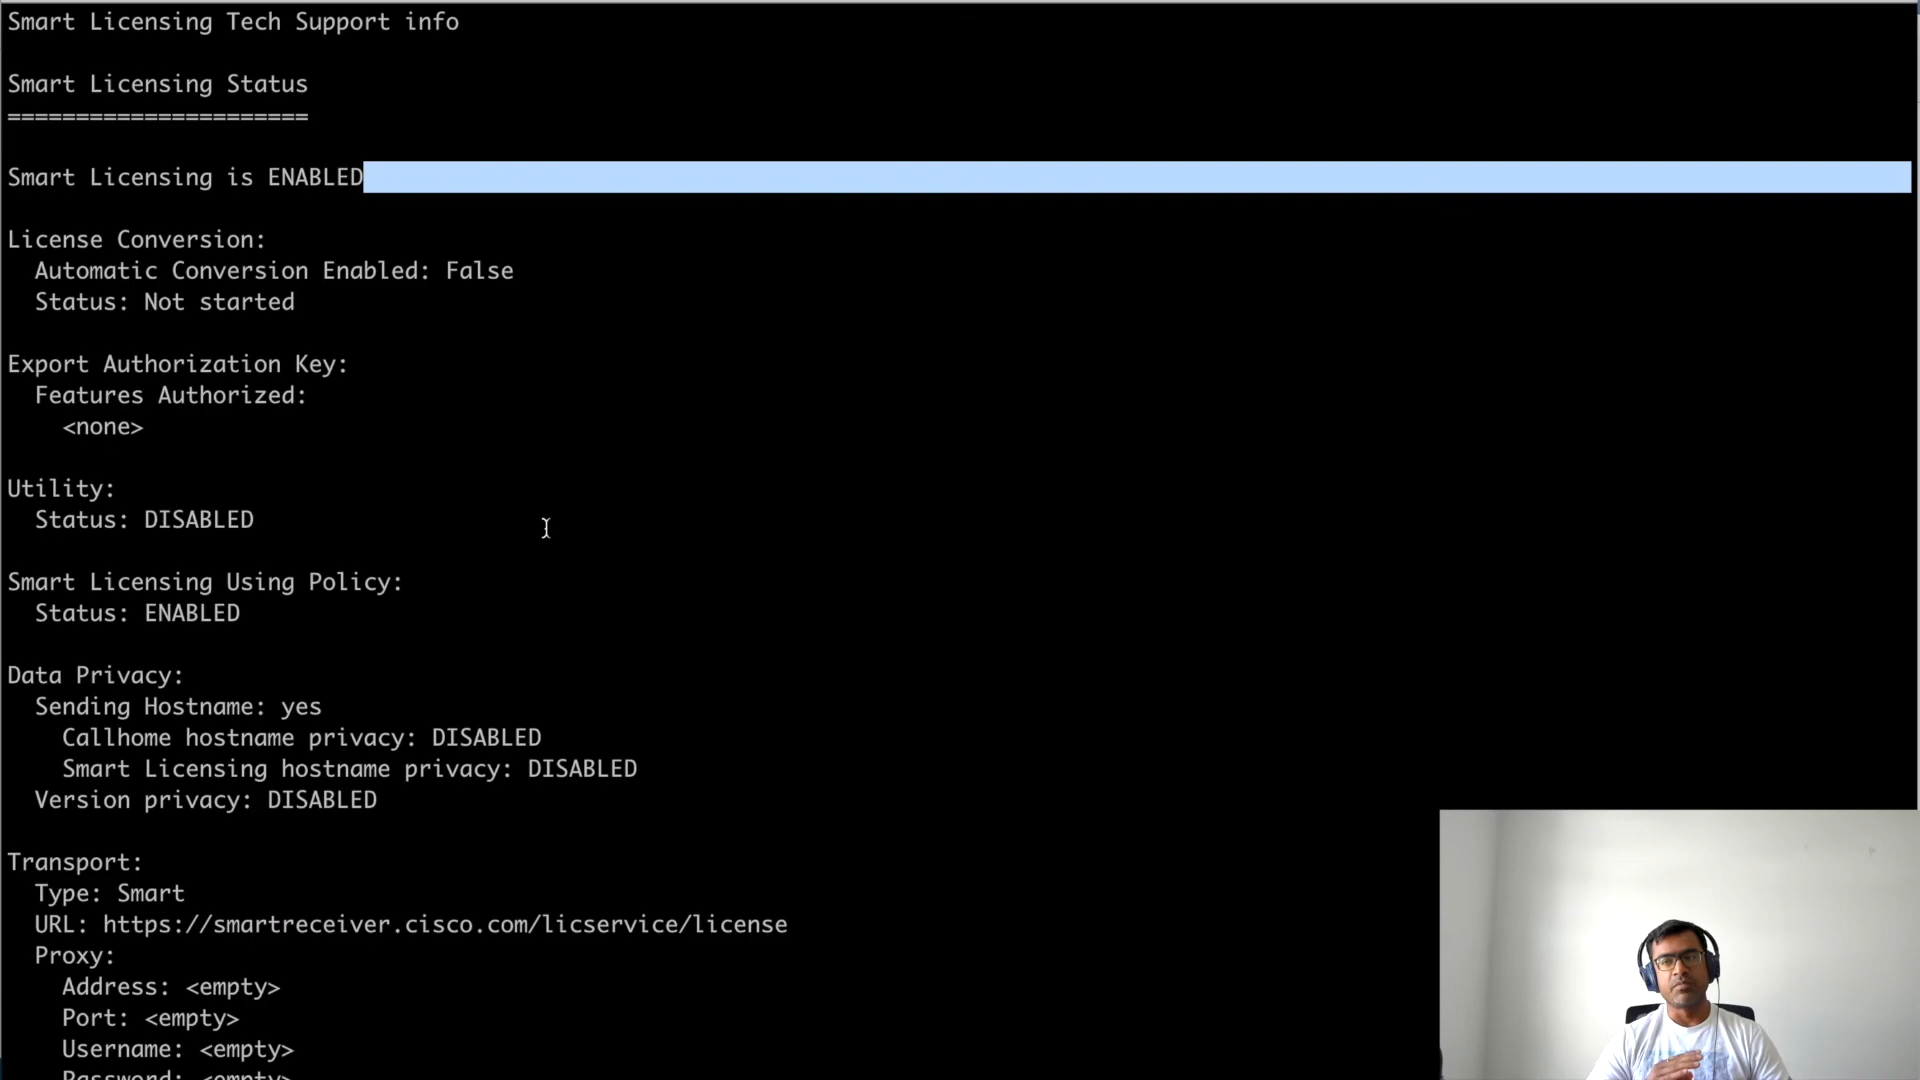 Smart Licensing Tech Support info
Smart Licensing Status
======================
Smart Licensing is ENABLED
License Conversion:
Automatic Conversion Enabled: False
Status: Not started
Export Authorization Key:
Features Authorized:
<none>
Utility:
Status: DISABLED
Smart Licensing Using Policy:
Status: ENABLED
Data Privacy:
Sending Hostname: yes
Callhome hostname privacy: DISABLED
Smart Licensing hostname privacy: DISABLED
Version privacy: DISABLED
Transport:
Type: Smart
URL: https://smartreceiver.cisco.com/licservice/license
Proxy:
Address: <empty>
Port: <empty>
Username: <empty>
Password: <empty>